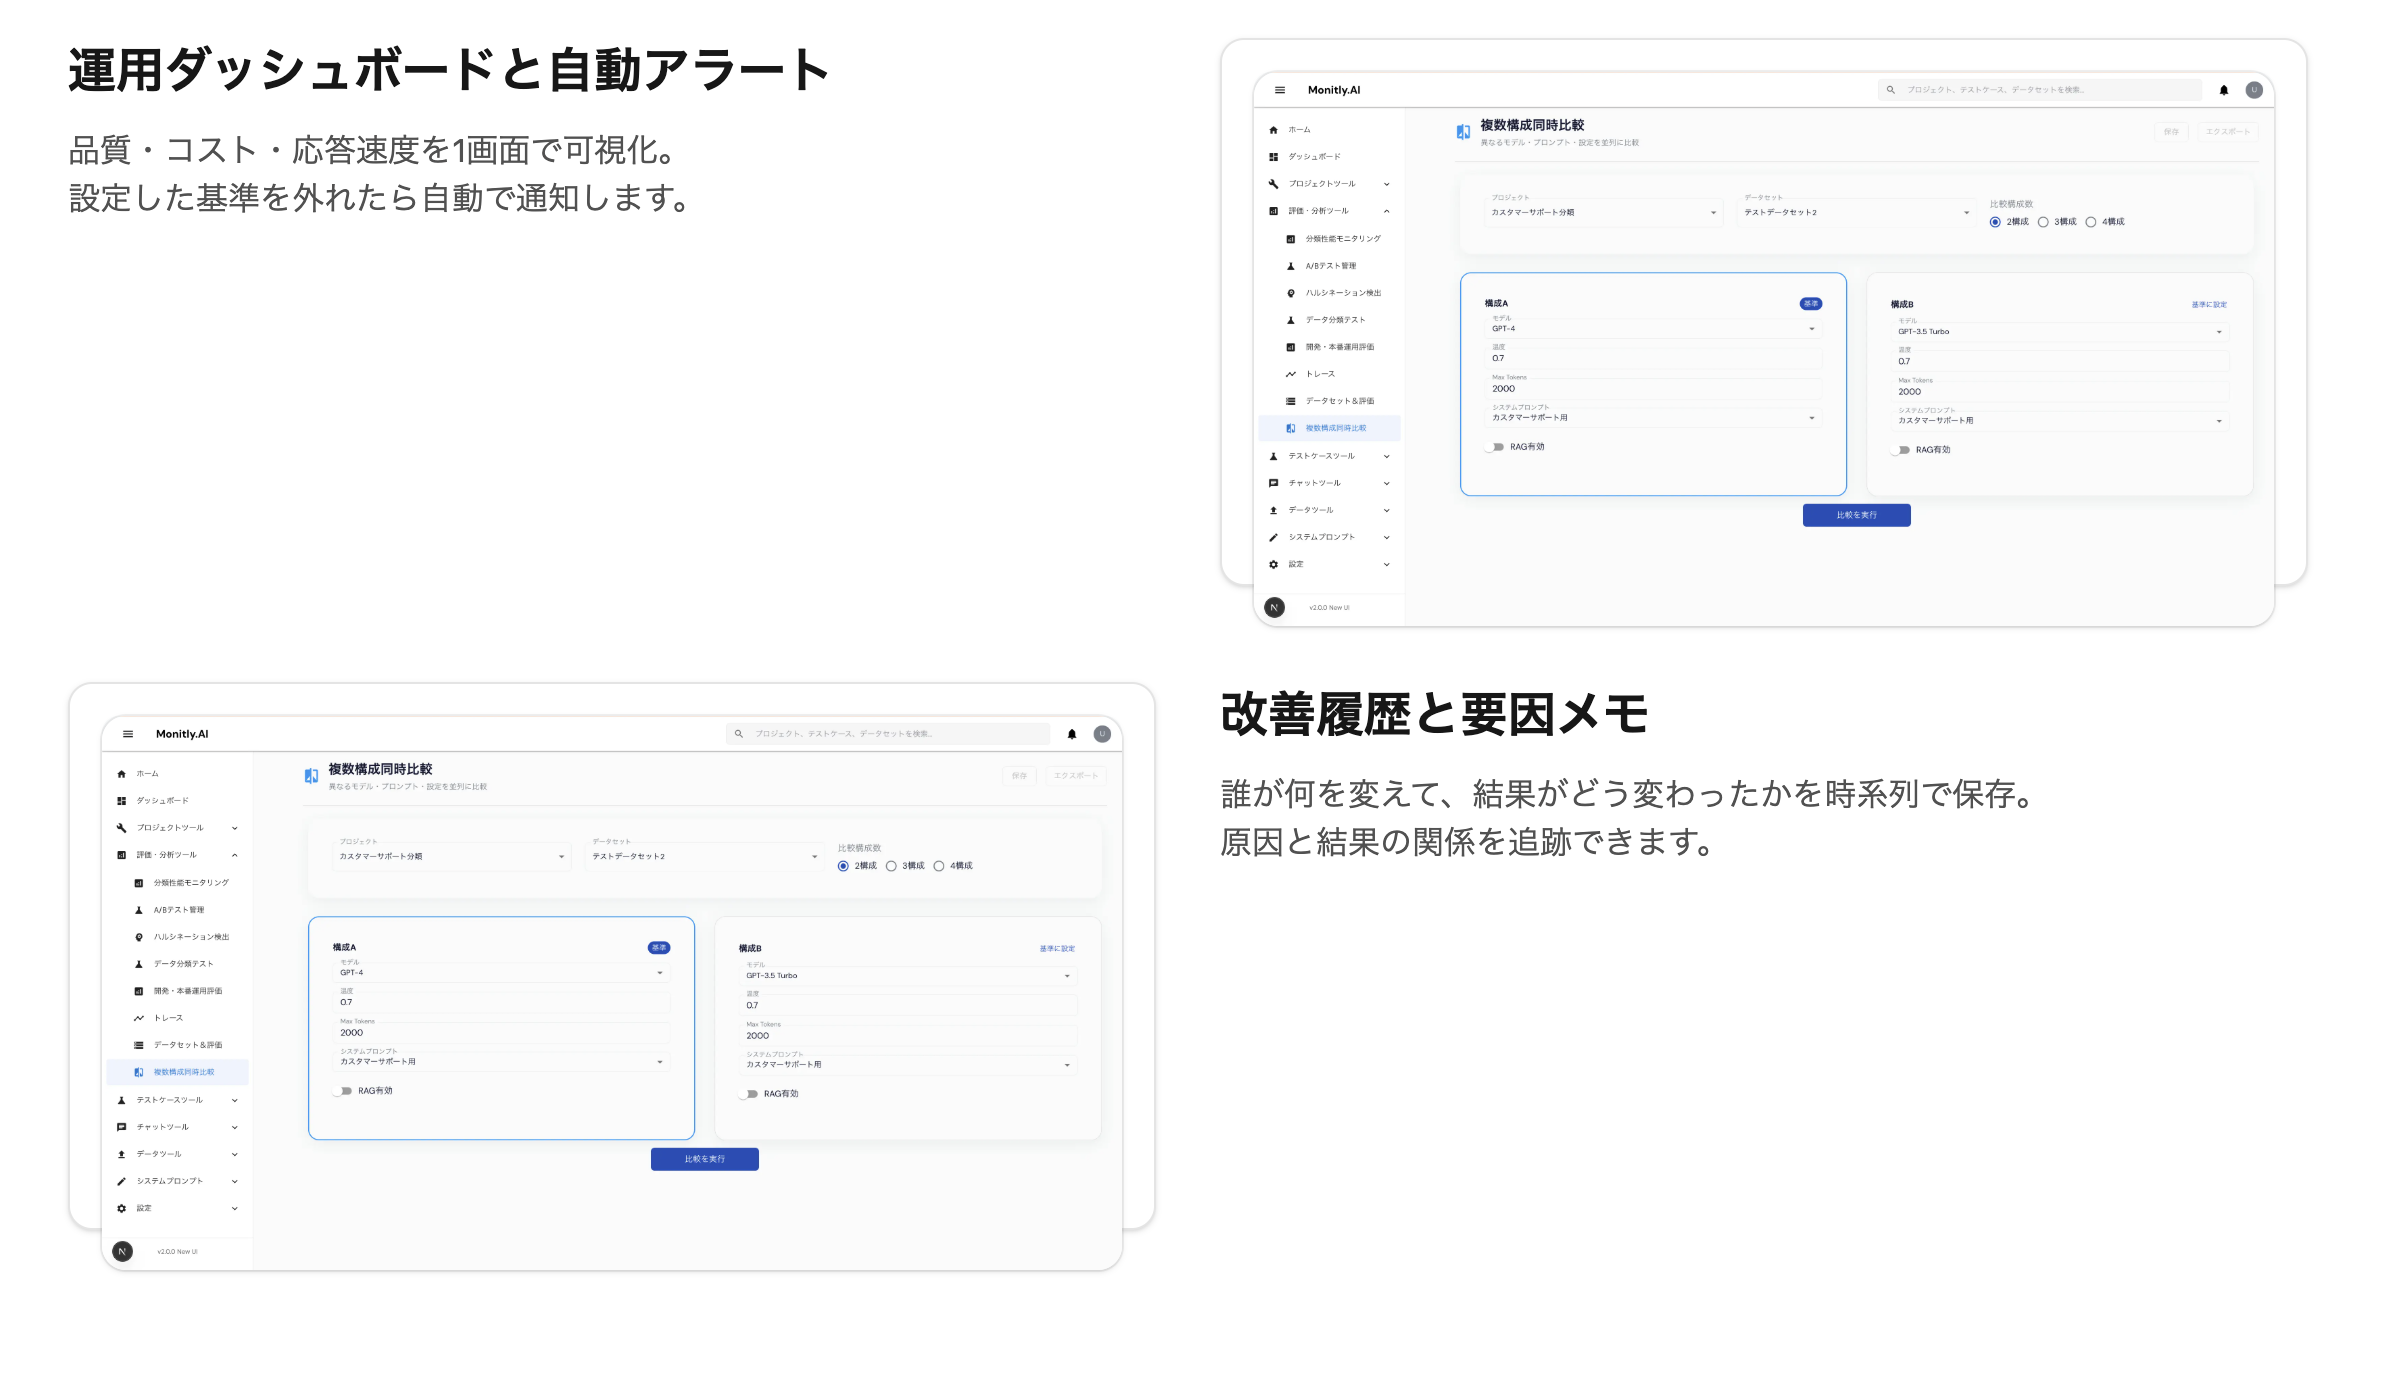 運用ダッシュボードと自動アラート
品質・コスト・応答速度を1画面で可視化。
設定した基準を外れたら自動で通知します。
Monitly.AI
プロジェクト、テストケース、データセットを検索...
U
ホーム
ダッシュボード
プロジェクトツール
評価・分析ツール
分類性能モニタリング
A/Bテスト管理
ハルシネーション検出
データ分類テスト
開発・本番運用評価
トレース
データセット&評価
複数構成同時比較
テストケースツール
チャットツール
データツール
システムプロンプト
設定
N
v2.0.0 New UI
複数構成同時比較
異なるモデル・プロンプト・設定を並列に比較
保存
エクスポート
プロジェクト
カスタマーサポート分類
データセット
テストデータセット2
比較構成数
2構成 3構成 4構成
構成A
基準
モデル
GPT-4
温度
0.7
Max Tokens
2000
システムプロンプト
カスタマーサポート用
RAG有効
構成B
基準に設定
モデル
GPT-3.5 Turbo
温度
0.7
Max Tokens
2000
システムプロンプト
カスタマーサポート用
RAG有効
比較を実行
Monitly.AI
プロジェクト、テストケース、データセットを検索...
U
ホーム
ダッシュボード
プロジェクトツール
評価・分析ツール
分類性能モニタリング
A/Bテスト管理
ハルシネーション検出
データ分類テスト
開発・本番運用評価
トレース
データセット&評価
複数構成同時比較
テストケースツール
チャットツール
データツール
システムプロンプト
設定
N
v2.0.0 New UI
複数構成同時比較
異なるモデル・プロンプト・設定を並列に比較
保存
エクスポート
プロジェクト
カスタマーサポート分類
データセット
テストデータセット2
比較構成数
2構成 3構成 4構成
構成A
基準
モデル
GPT-4
温度
0.7
Max Tokens
2000
システムプロンプト
カスタマーサポート用
RAG有効
構成B
基準に設定
モデル
GPT-3.5 Turbo
温度
0.7
Max Tokens
2000
システムプロンプト
カスタマーサポート用
RAG有効
比較を実行
改善履歴と要因メモ
誰が何を変えて、結果がどう変わったかを時系列で保存。
原因と結果の関係を追跡できます。